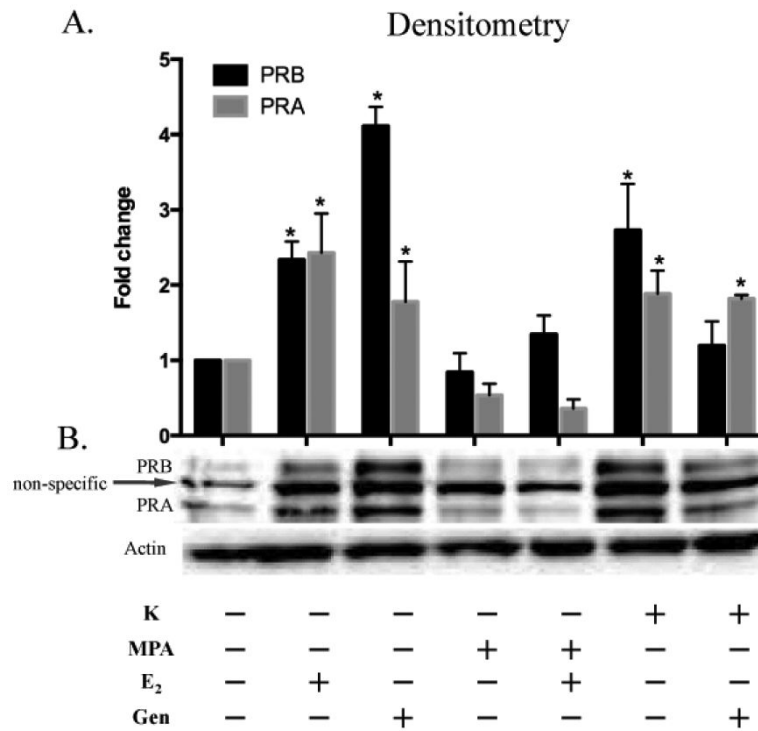 A.
Densitometry
PRB
PRA
Fold change
5
4
3
2
1
0
* * * * * * *
B.
PRB
non-specific
PRA
Actin
K − − − − − + +
MPA − − − + + − −
E₂ − + − − + − −
Gen − − + − − − +